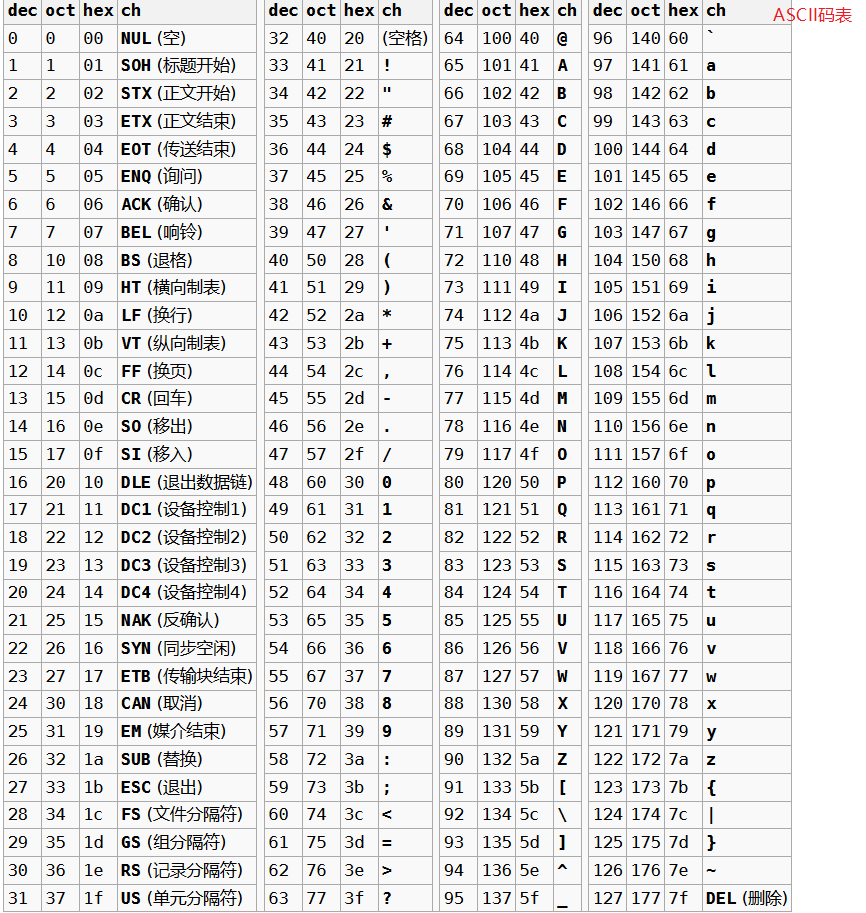 dec oct hex ch dec oct hex ch dec oct hex ch dec oct hex ch ASCII码表
0 0 00 NUL (空) 32 40 20 (空格) 64 100 40 @ 96 140 60 `
1 1 01 SOH (标题开始) 33 41 21 ! 65 101 41 A 97 141 61 a
2 2 02 STX (正文开始) 34 42 22 " 66 102 42 B 98 142 62 b
3 3 03 ETX (正文结束) 35 43 23 # 67 103 43 C 99 143 63 c
4 4 04 EOT (传送结束) 36 44 24 $ 68 104 44 D 100 144 64 d
5 5 05 ENQ (询问) 37 45 25 % 69 105 45 E 101 145 65 e
6 6 06 ACK (确认) 38 46 26 & 70 106 46 F 102 146 66 f
7 7 07 BEL (响铃) 39 47 27 ' 71 107 47 G 103 147 67 g
8 10 08 BS (退格) 40 50 28 ( 72 110 48 H 104 150 68 h
9 11 09 HT (横向制表) 41 51 29 ) 73 111 49 I 105 151 69 i
10 12 0a LF (换行) 42 52 2a * 74 112 4a J 106 152 6a j
11 13 0b VT (纵向制表) 43 53 2b + 75 113 4b K 107 153 6b k
12 14 0c FF (换页) 44 54 2c , 76 114 4c L 108 154 6c l
13 15 0d CR (回车) 45 55 2d - 77 115 4d M 109 155 6d m
14 16 0e SO (移出) 46 56 2e . 78 116 4e N 110 156 6e n
15 17 0f SI (移入) 47 57 2f / 79 117 4f O 111 157 6f o
16 20 10 DLE (退出数据链) 48 60 30 0 80 120 50 P 112 160 70 p
17 21 11 DC1 (设备控制1) 49 61 31 1 81 121 51 Q 113 161 71 q
18 22 12 DC2 (设备控制2) 50 62 32 2 82 122 52 R 114 162 72 r
19 23 13 DC3 (设备控制3) 51 63 33 3 83 123 53 S 115 163 73 s
20 24 14 DC4 (设备控制4) 52 64 34 4 84 124 54 T 116 164 74 t
21 25 15 NAK (反确认) 53 65 35 5 85 125 55 U 117 165 75 u
22 26 16 SYN (同步空闲) 54 66 36 6 86 126 56 V 118 166 76 v
23 27 17 ETB (传输块结束) 55 67 37 7 87 127 57 W 119 167 77 w
24 30 18 CAN (取消) 56 70 38 8 88 130 58 X 120 170 78 x
25 31 19 EM (媒介结束) 57 71 39 9 89 131 59 Y 121 171 79 y
26 32 1a SUB (替换) 58 72 3a : 90 132 5a Z 122 172 7a z
27 33 1b ESC (退出) 59 73 3b ; 91 133 5b [ 123 173 7b {
28 34 1c FS (文件分隔符) 60 74 3c < 92 134 5c \ 124 174 7c |
29 35 1d GS (组分隔符) 61 75 3d = 93 135 5d ] 125 175 7d }
30 36 1e RS (记录分隔符) 62 76 3e > 94 136 5e ^ 126 176 7e ~
31 37 1f US (单元分隔符) 63 77 3f ? 95 137 5f _ 127 177 7f DEL (删除)